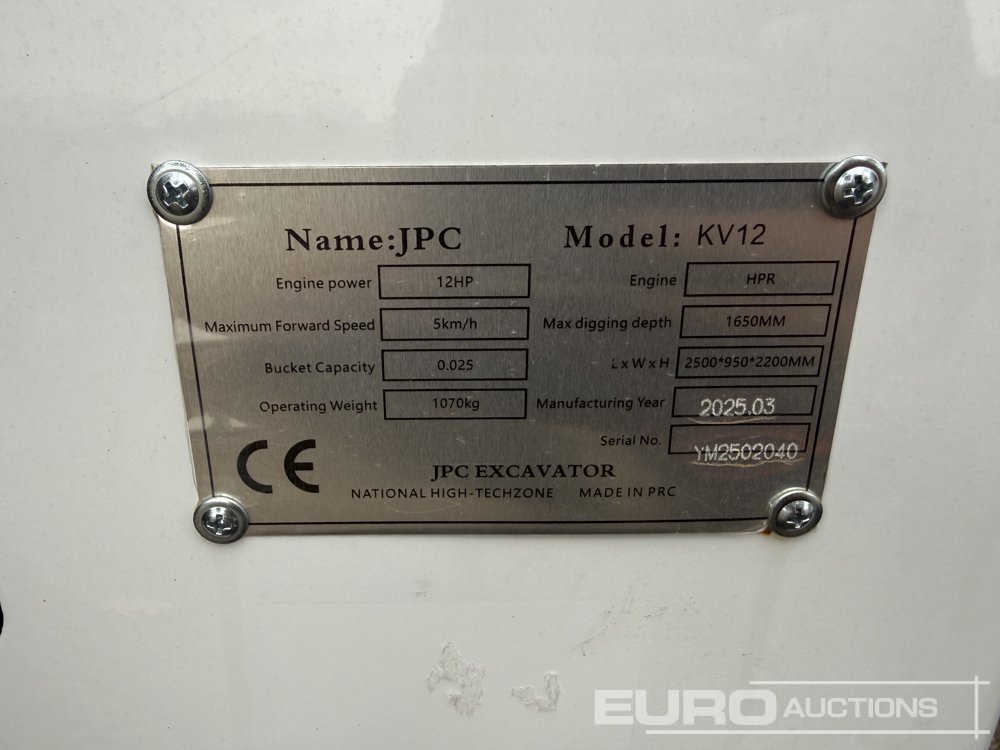 Name:JPC Model: KV12
Engine power 12HP Engine HPR
Maximum Forward Speed 5km/h Max digging depth 1650MM
Bucket Capacity 0.025 LxWxH 2500*950*2200MM
Operating Weight 1070kg Manufacturing Year 2025.03
Serial No. YM2502040
CE JPC EXCAVATOR
NATIONAL HIGH-TECHZONE MADE IN PRC
EURO AUCTIONS